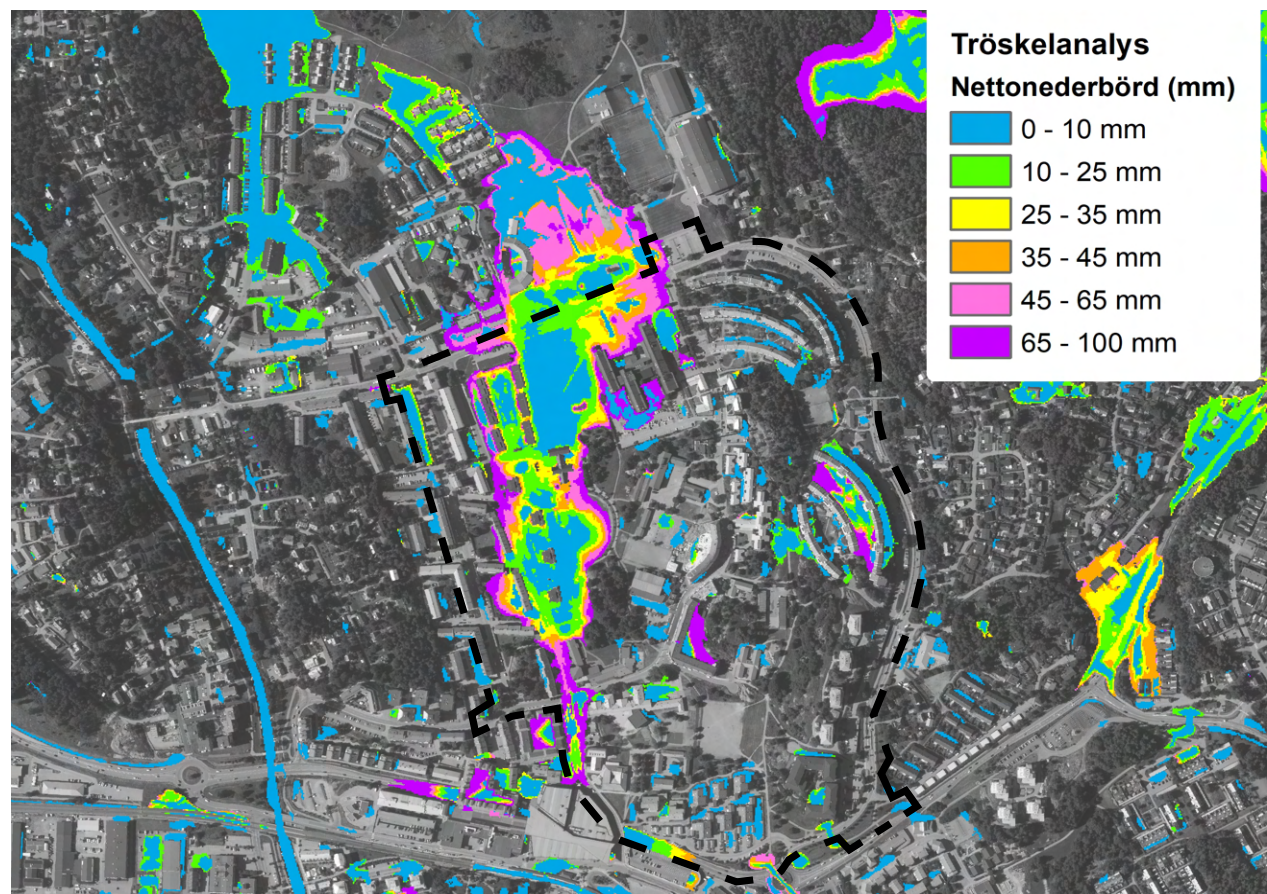 Tröskelanalys
Nettonederbörd (mm)
0 - 10 mm
10 - 25 mm
25 - 35 mm
35 - 45 mm
45 - 65 mm
65 - 100 mm